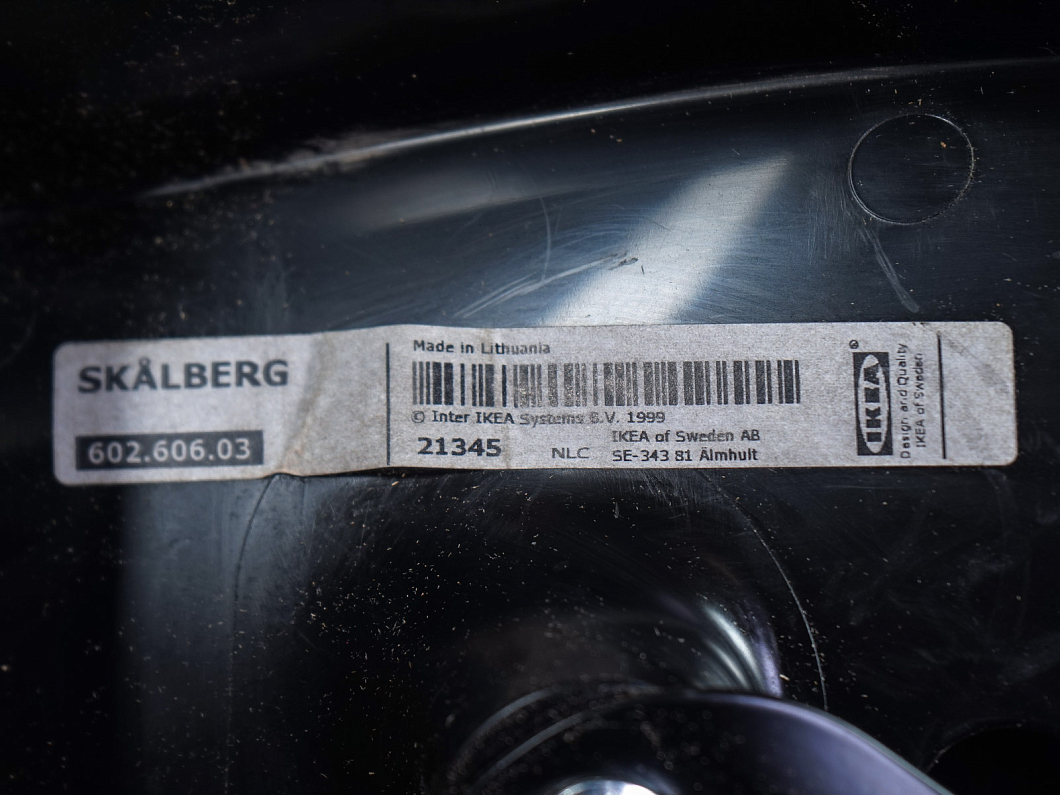 SKÅLBERG
602.606.03
Made in Lithuania
© Inter IKEA Systems B.V. 1999
21345
NLC
IKEA of Sweden AB
SE-343 81 Älmhult
IKEA®
Design and Quality
IKEA of Sweden